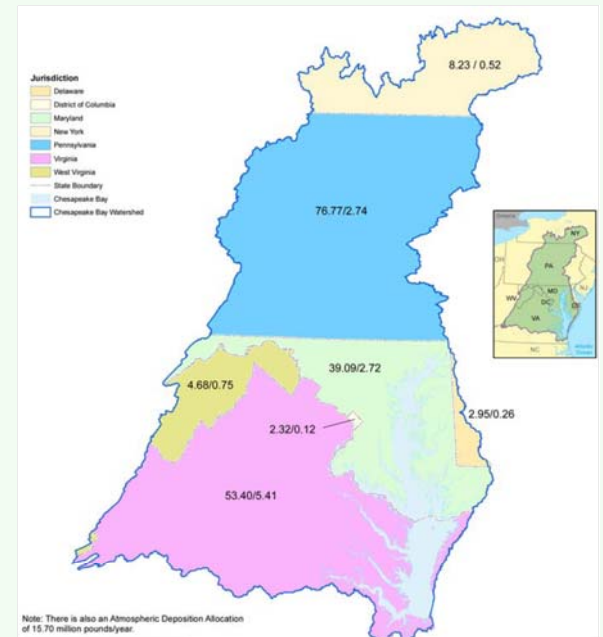 8.23 / 0.52
Jurisdiction
Delaware
District of Columbia
Maryland
New York
Pennsylvania
Virginia
West Virginia
State Boundary
Chesapeake Bay
Chesapeake Bay Watershed
76.77/2.74
NY
PA
OH
NJ
MD
WV
DC
DE
VA
NC
Atlantic
Ocean
39.09/2.72
4.68/0.75
2.95/0.26
2.32/0.12
53.40/5.41
Note: There is also an Atmospheric Deposition Allocation
of 15.70 million pounds/year.